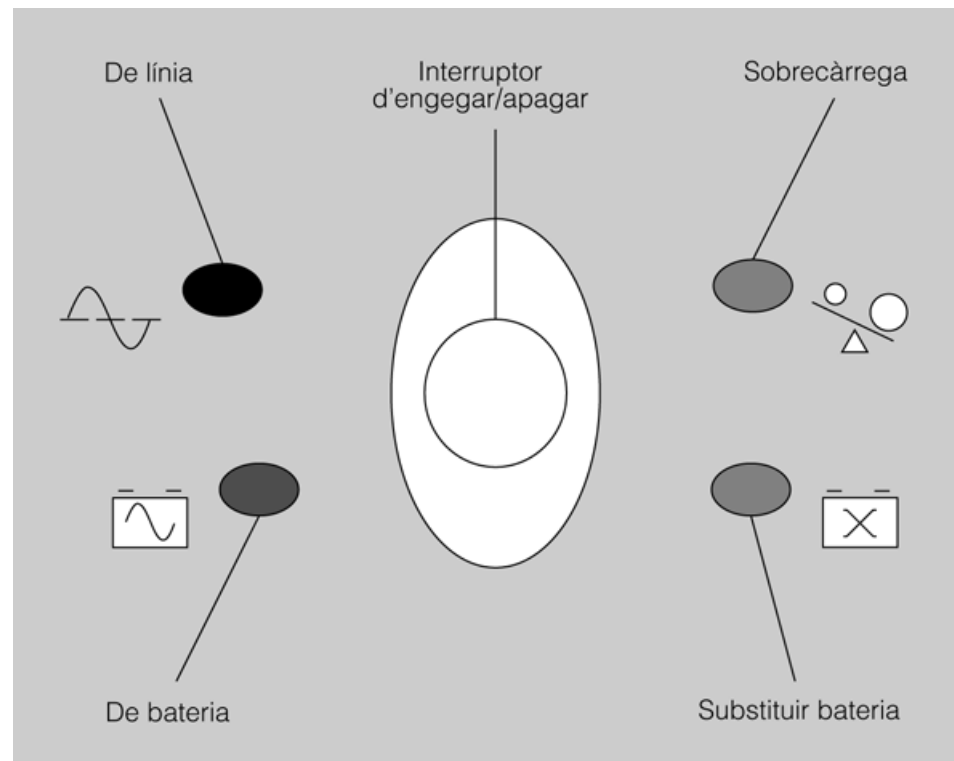 De línia
Interruptor
d'engegar/apagar
Sobrecàrrega
De bateria
Substituir bateria